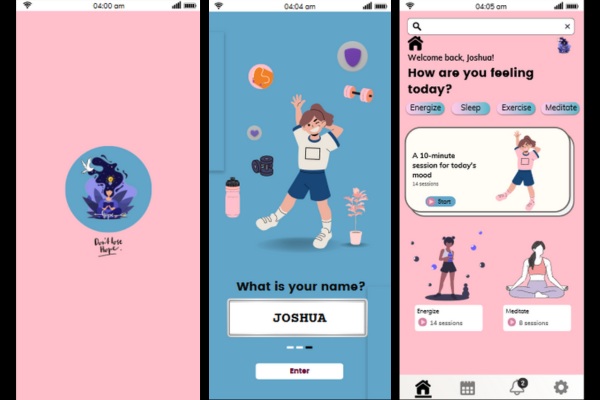 04:00 am
Don't lose
Hope.
04:04 am
What is your name?
JOSHUA
Enter
04:05 am
Welcome back, Joshua!
How are you feeling
today?
Energize
Sleep
Exercise
Meditate
A 10-minute
session for today's
mood
14 sessions
Start
Energize
14 sessions
Meditate
8 sessions
2